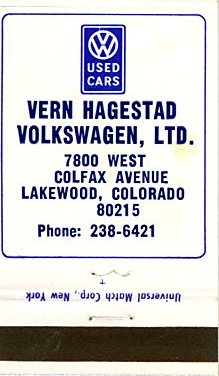 VW
USED
CARS
VERN HAGESTAD
VOLKSWAGEN, LTD.
7800 WEST
COLFAX AVENUE
LAKEWOOD, COLORADO
80215
Phone: 238-6421
Universal Match Corp., New York